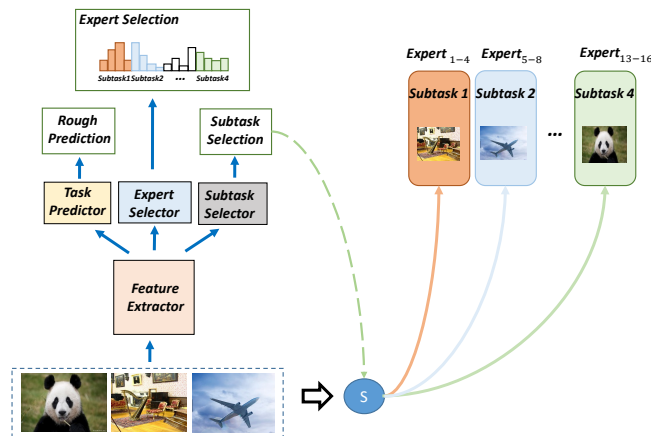 Expert Selection
Subtask1 Subtask2 ... Subtask4
Rough
Prediction
Subtask
Selection
Task
Predictor
Expert
Selector
Subtask
Selector
Feature
Extractor
Expert 1−4
Expert 5−8
Expert 13−16
Subtask 1
Subtask 2
...
Subtask 4
S